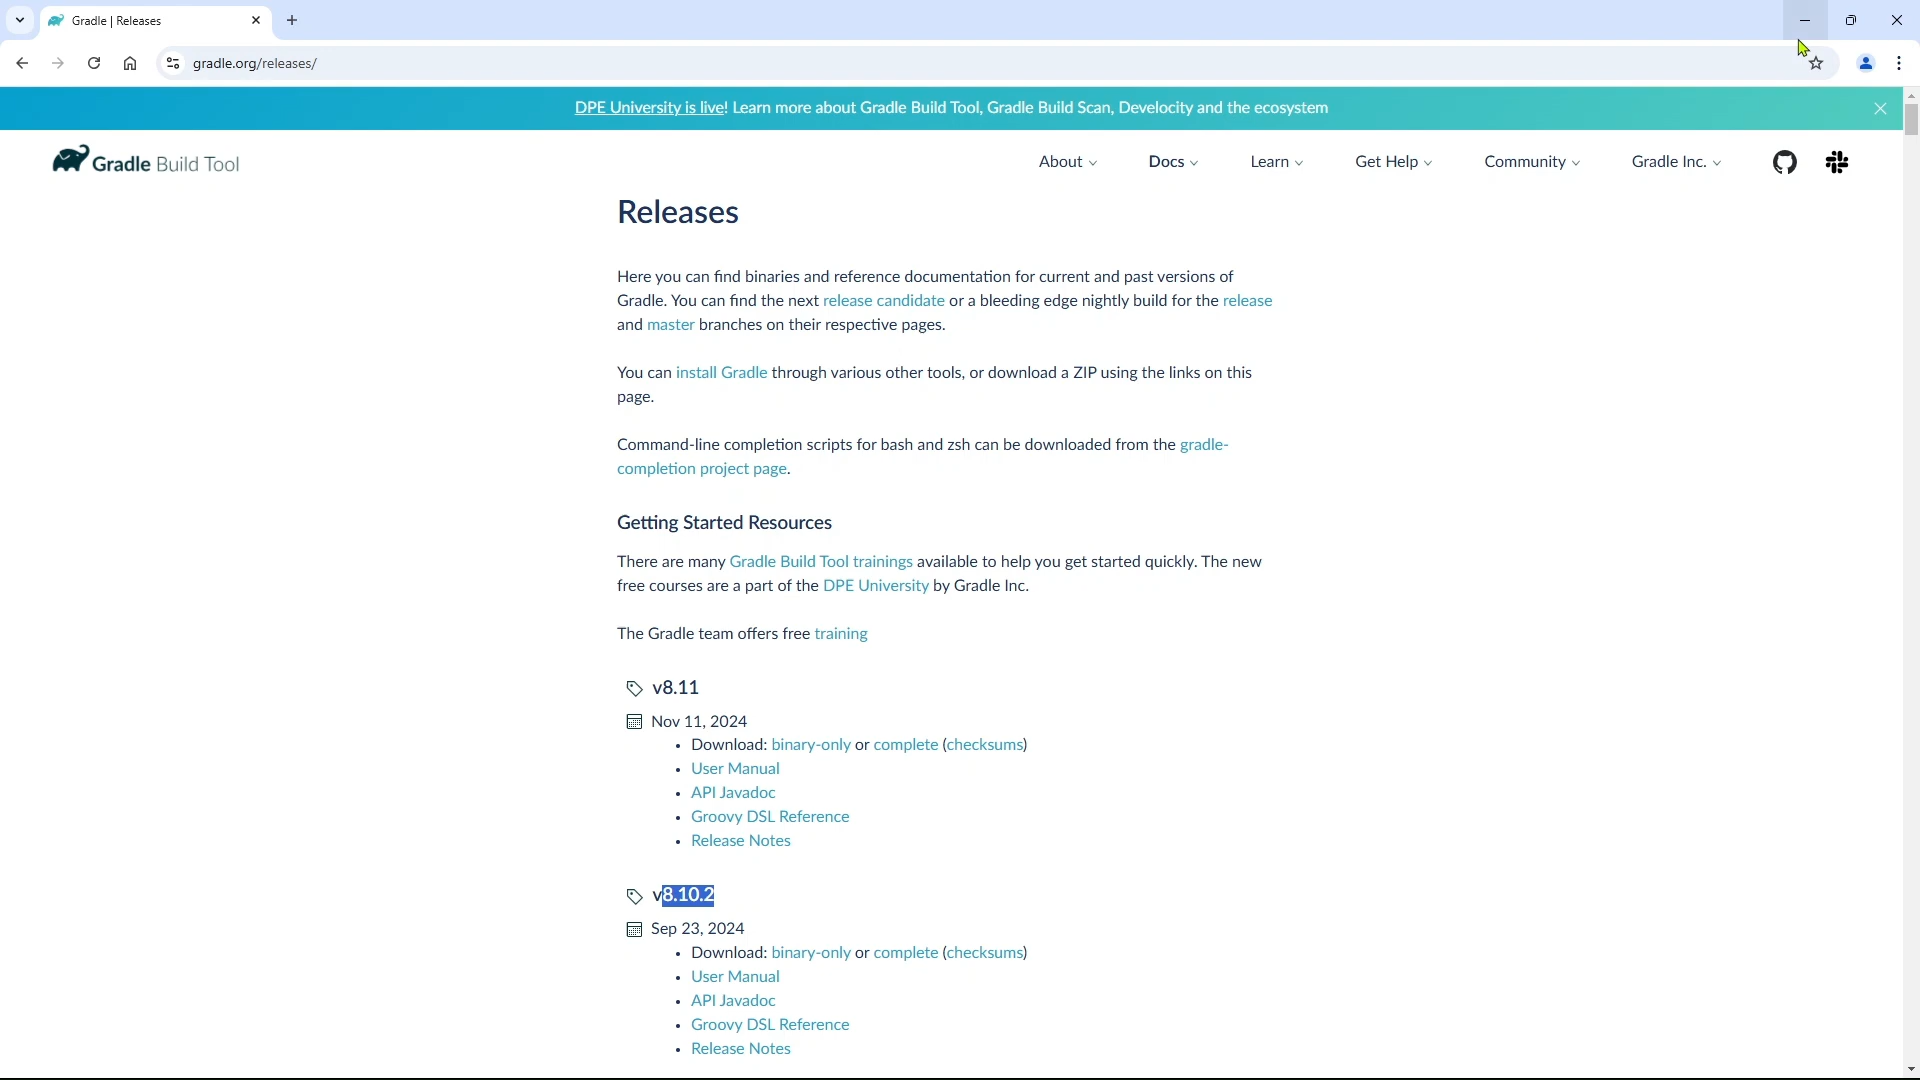 Gradle | Releases
gradle.org/releases/
DPE University is live! Learn more about Gradle Build Tool, Gradle Build Scan, Develocity and the ecosystem
Gradle Build Tool
About
Docs
Learn
Get Help
Community
Gradle Inc.
Releases
Here you can find binaries and reference documentation for current and past versions of
Gradle. You can find the next release candidate or a bleeding edge nightly build for the release
and master branches on their respective pages.
You can install Gradle through various other tools, or download a ZIP using the links on this
page.
Command-line completion scripts for bash and zsh can be downloaded from the gradle-
completion project page.
Getting Started Resources
There are many Gradle Build Tool trainings available to help you get started quickly. The new
free courses are a part of the DPE University by Gradle Inc.
The Gradle team offers free training
v8.11
Nov 11, 2024
• Download: binary-only or complete (checksums)
• User Manual
• API Javadoc
• Groovy DSL Reference
• Release Notes
v8.10.2
Sep 23, 2024
• Download: binary-only or complete (checksums)
• User Manual
• API Javadoc
• Groovy DSL Reference
• Release Notes